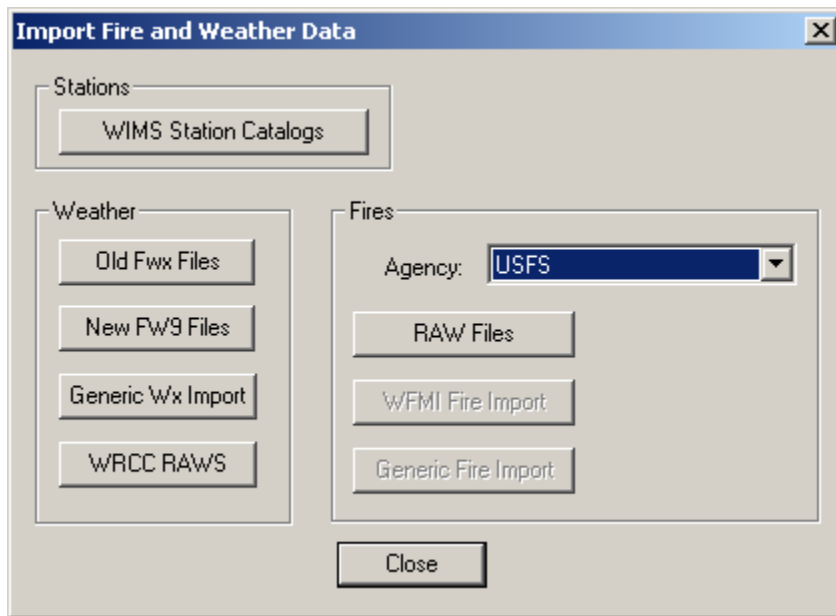 Import Fire and Weather Data
Stations
WIMS Station Catalogs
Weather
Old Fwx Files
New FW9 Files
Generic Wx Import
WRCC RAWS
Fires
Agency: USFS
RAW Files
WFMI Fire Import
Generic Fire Import
Close